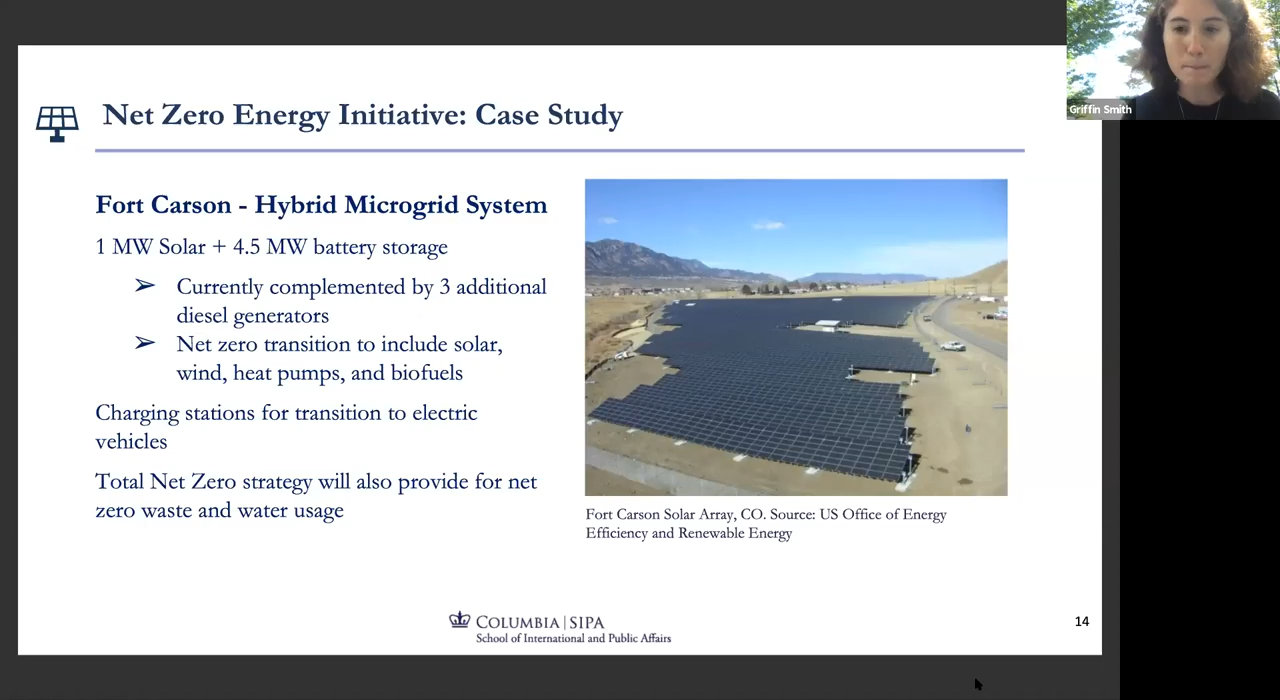 Griffin Smith
Net Zero Energy Initiative: Case Study
Fort Carson - Hybrid Microgrid System
1 MW Solar + 4.5 MW battery storage
➢ Currently complemented by 3 additional
diesel generators
➢ Net zero transition to include solar,
wind, heat pumps, and biofuels
Charging stations for transition to electric
vehicles
Total Net Zero strategy will also provide for net
zero waste and water usage
Fort Carson Solar Array, CO. Source: US Office of Energy
Efficiency and Renewable Energy
COLUMBIA | SIPA
School of International and Public Affairs
14